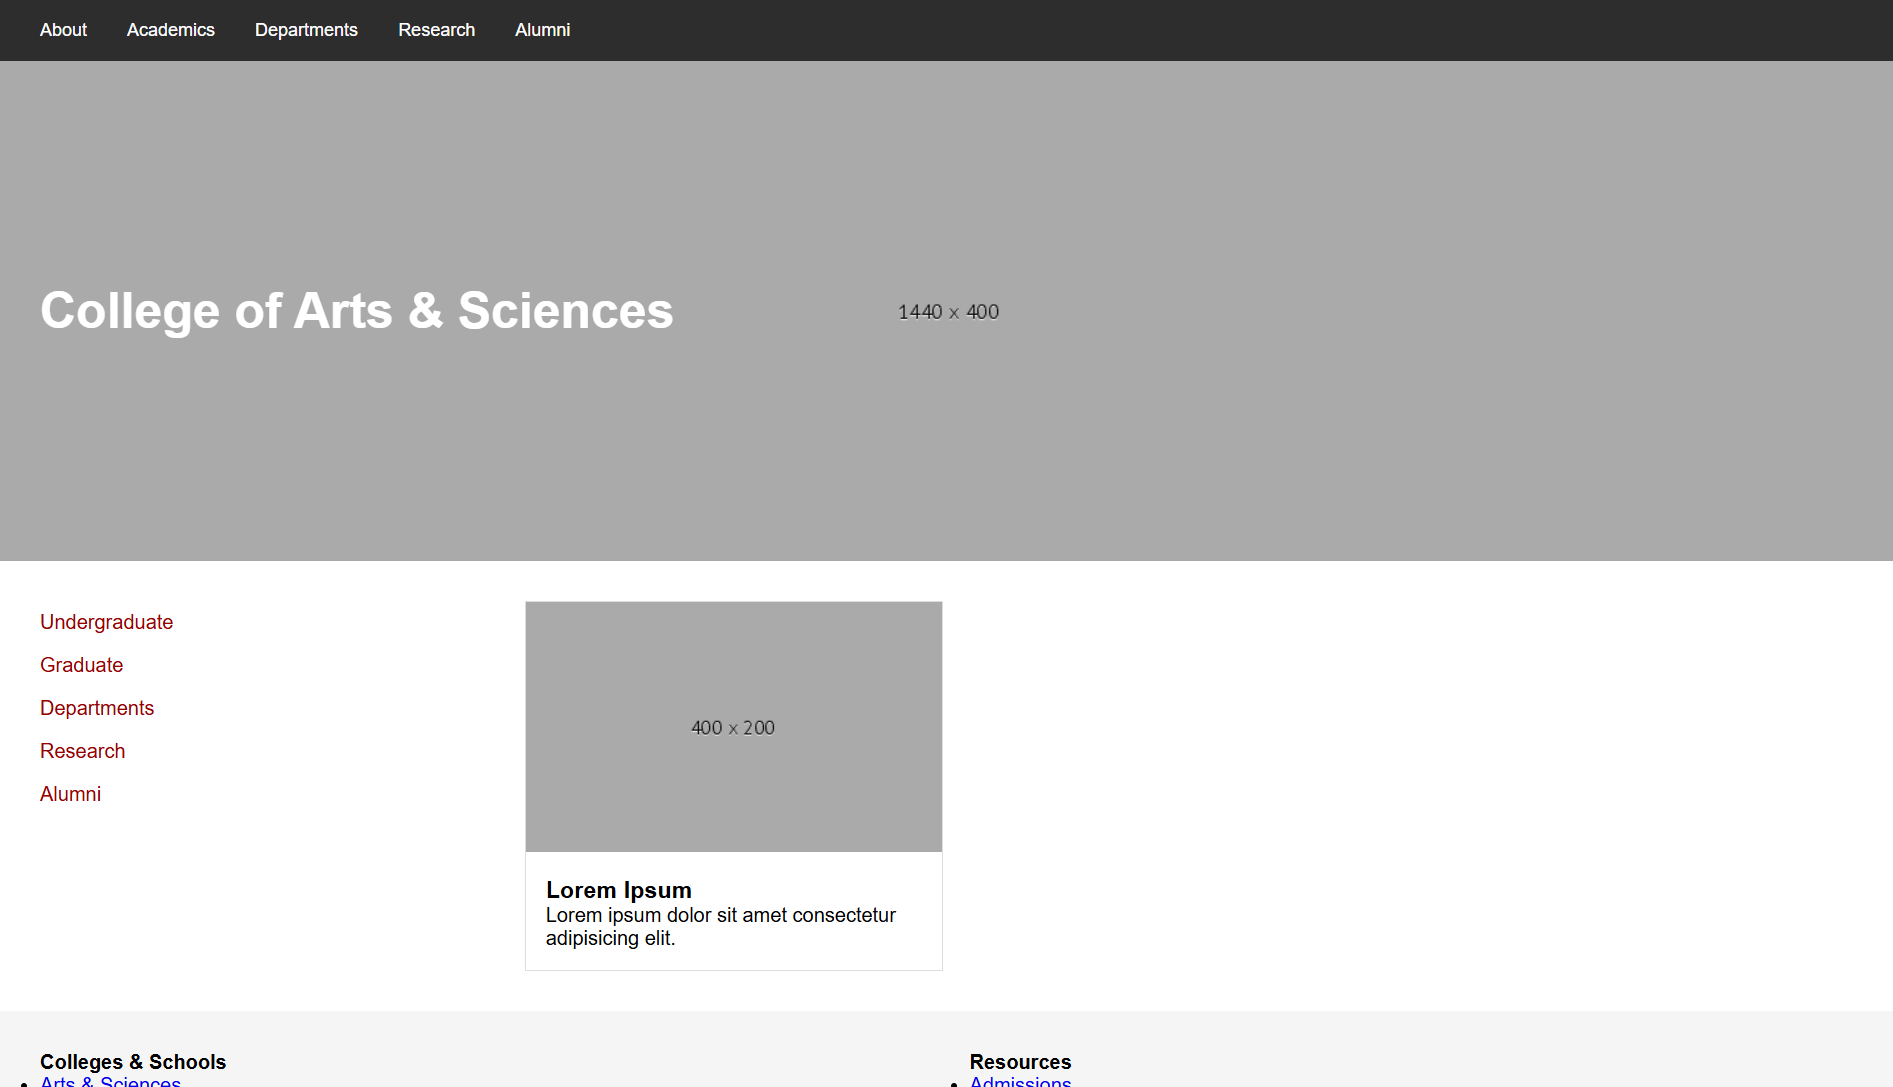 About Academics Departments Research Alumni
College of Arts & Sciences
1440 x 400
Undergraduate
Graduate
Departments
Research
Alumni
400 x 200
Lorem Ipsum
Lorem ipsum dolor sit amet consectetur
adipisicing elit.
Colleges & Schools
Arts & Sciences
Resources
Admissions